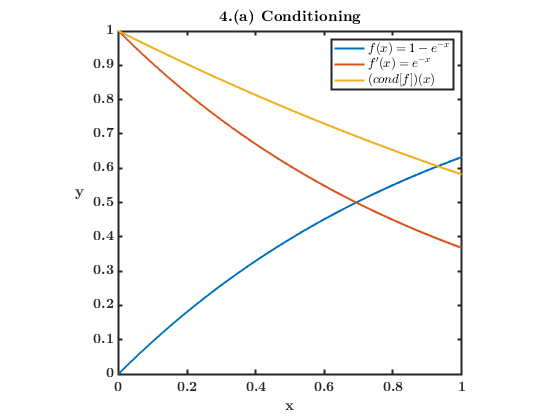 4.(a) Conditioning
f(x) = 1 − e^{−x}
f′(x) = e^{−x}
(cond[f])(x)
1
0.9
0.8
0.7
0.6
0.5
0.4
0.3
0.2
0.1
0
y
0 0.2 0.4 0.6 0.8 1
x